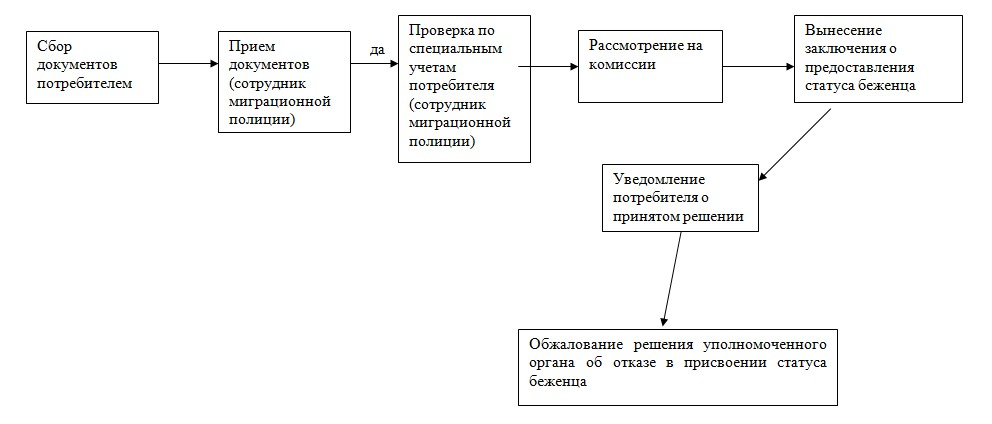 Сбор
документов
потребителем
Прием
документов
(сотрудник
миграционной
полиции)
да
Проверка по
специальным
учетам
потребителя
(сотрудник
миграционной
полиции)
Рассмотрение на
комиссии
Вынесение
заключения о
предоставления
статуса беженца
Уведомление
потребителя о
принятом решении
Обжалование решения уполномоченного
органа об отказе в присвоении статуса
беженца